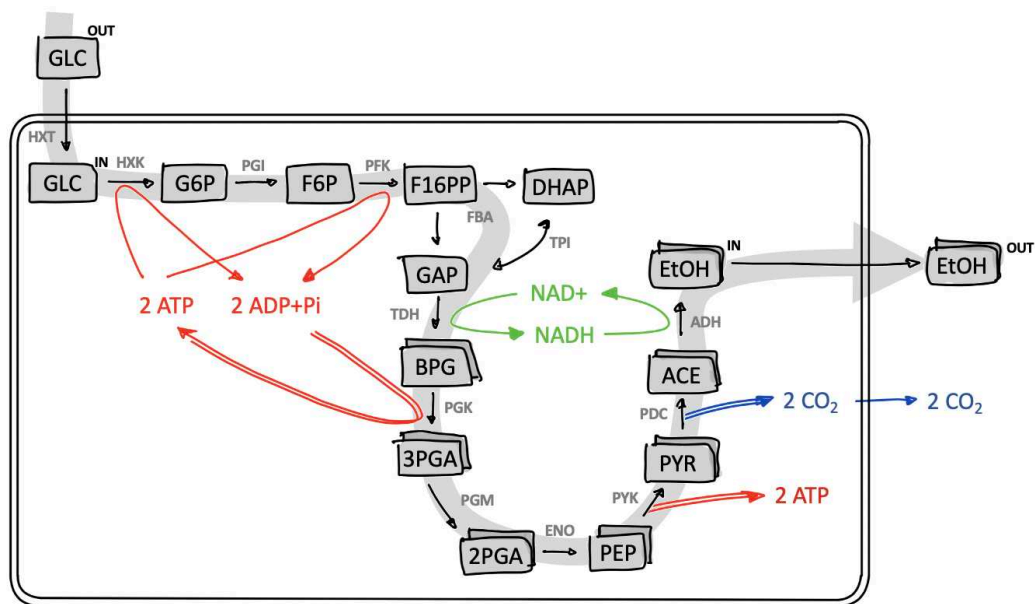 OUT
GLC
HXT
IN
GLC
HXK
G6P
PGI
F6P
PFK
F16PP
DHAP
FBA
TPI
GAP
2 ATP
2 ADP+Pi
TDH
NAD+
NADH
BPG
PGK
3PGA
PGM
2PGA
ENO
PEP
PYK
2 ATP
PYR
PDC
2 CO₂
2 CO₂
ACE
ADH
EtOH
IN
EtOH
OUT